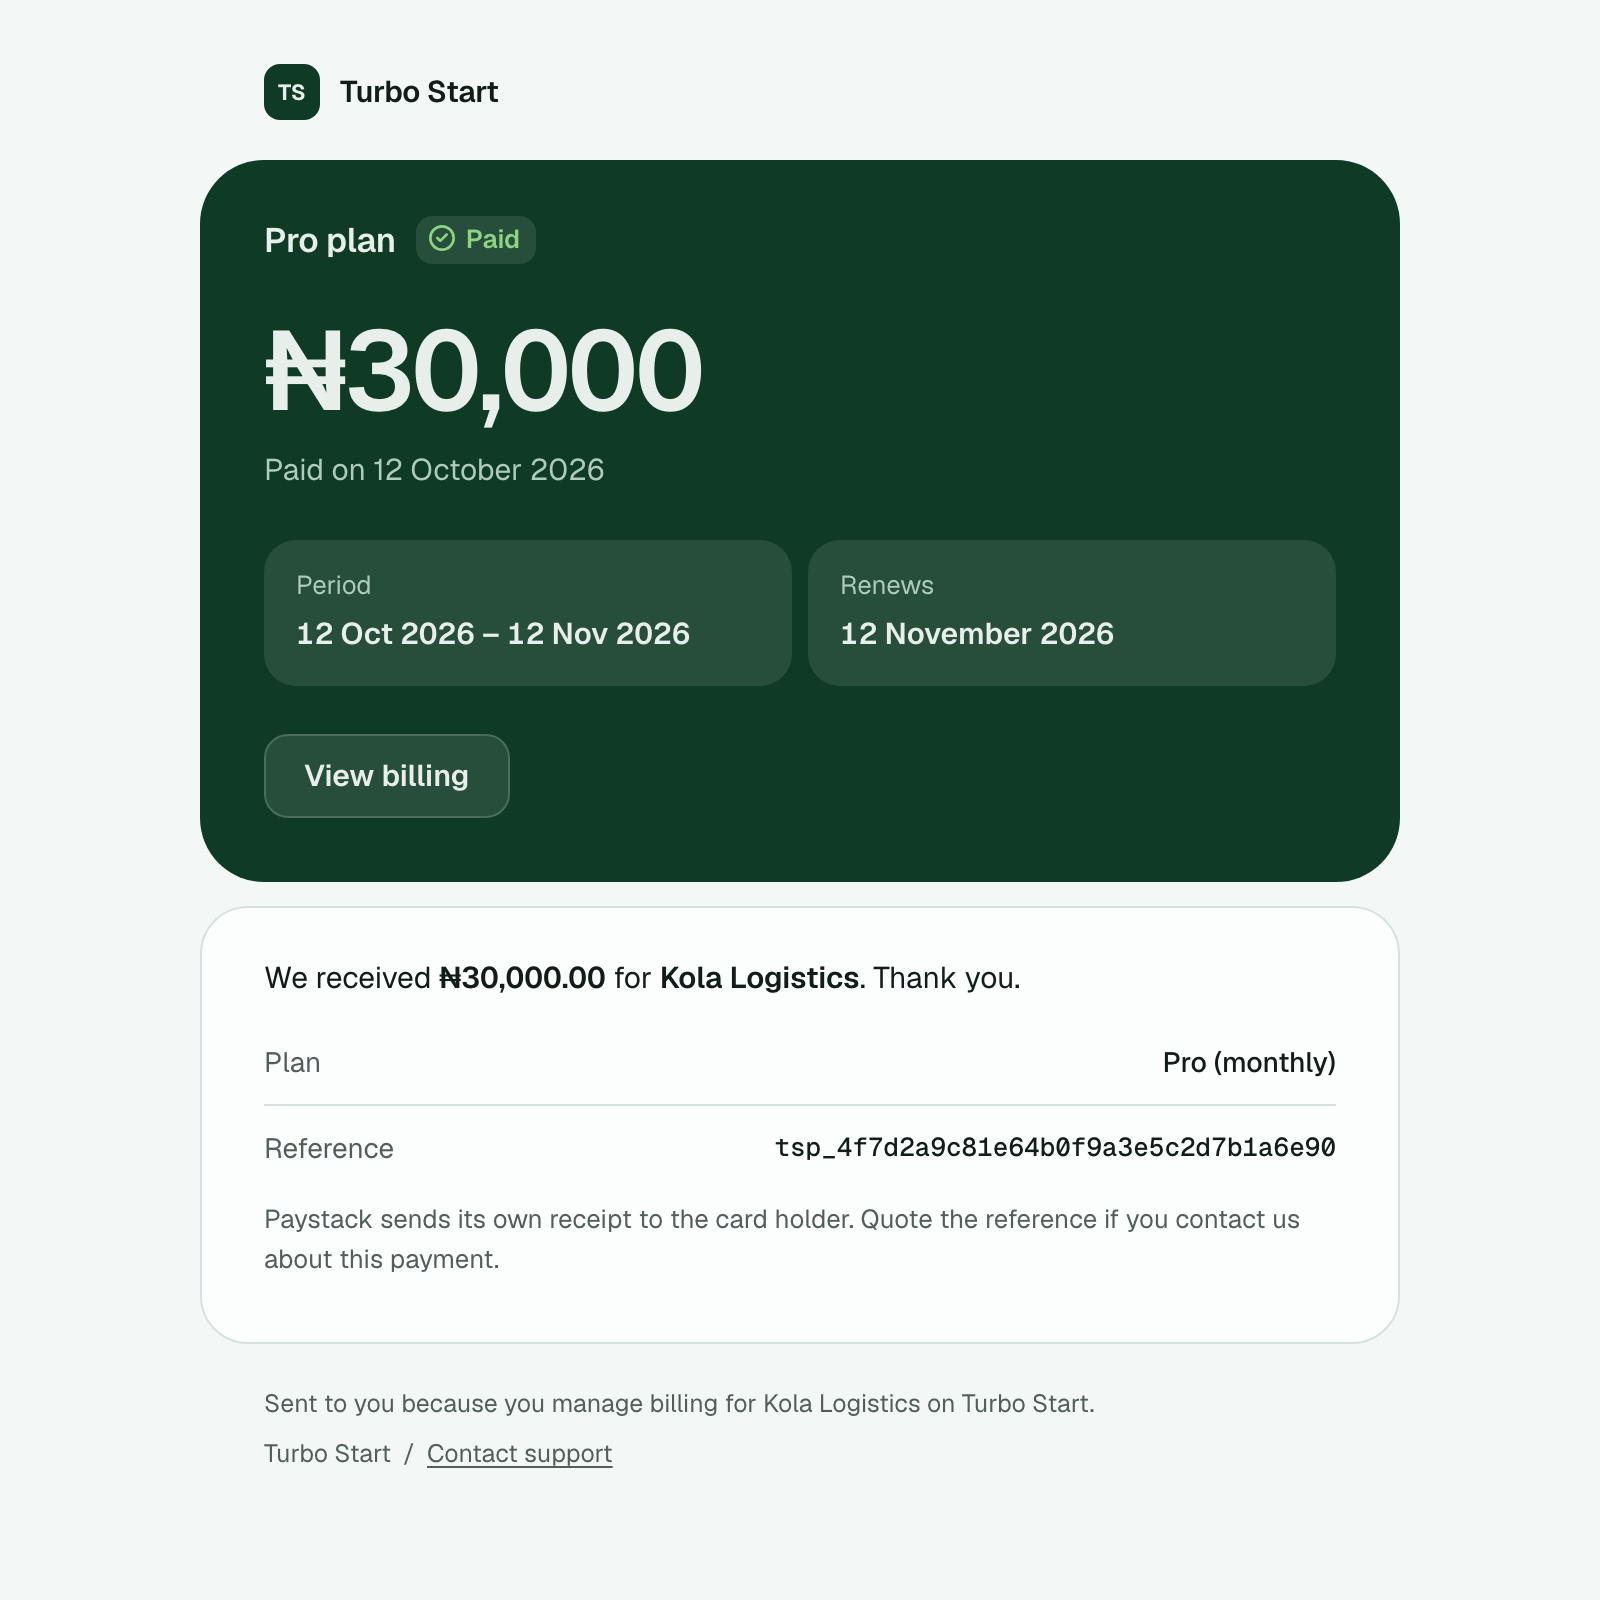 TS
Turbo Start
Pro plan
Paid
₦30,000
Paid on 12 October 2026
Period
12 Oct 2026 – 12 Nov 2026
Renews
12 November 2026
View billing
We received ₦30,000.00 for Kola Logistics. Thank you.
Plan
Pro (monthly)
Reference
tsp_4f7d2a9c81e64b0f9a3e5c2d7b1a6e90
Paystack sends its own receipt to the card holder. Quote the reference if you contact us
about this payment.
Sent to you because you manage billing for Kola Logistics on Turbo Start.
Turbo Start / Contact support